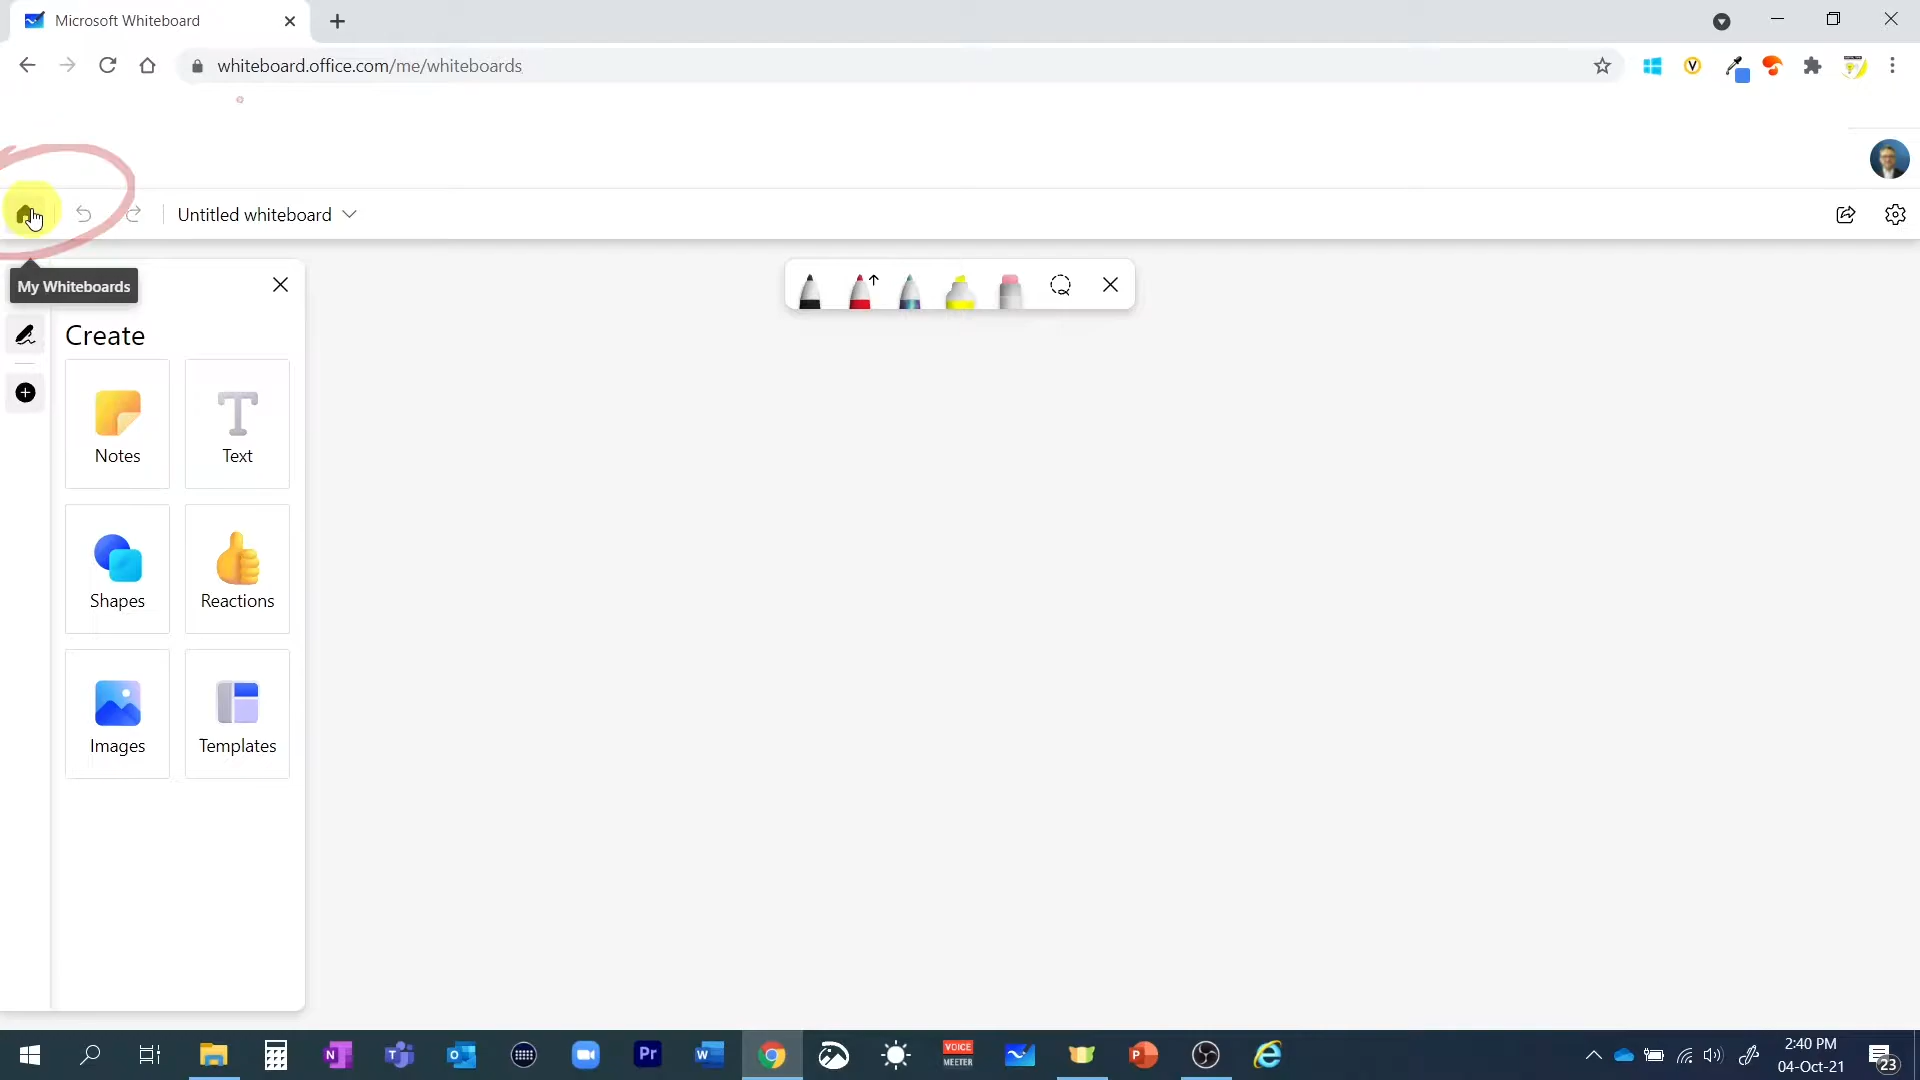 Microsoft Whiteboard
whiteboard.office.com/me/whiteboards
Untitled whiteboard
My Whiteboards
Create
Notes
Text
Shapes
Reactions
Images
Templates
N
T
O
Pr
W
VOICE
MEETER
P
2:40 PM
04-Oct-21
23